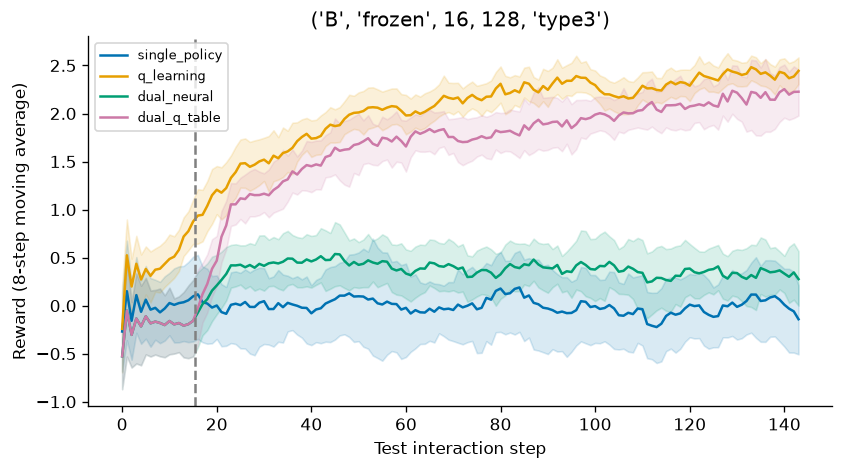 ('B', 'frozen', 16, 128, 'type3')
single_policy
q_learning
dual_neural
dual_q_table
Reward (8-step moving average)
2.5
2.0
1.5
1.0
0.5
0.0
−0.5
−1.0
0 20 40 60 80 100 120 140
Test interaction step